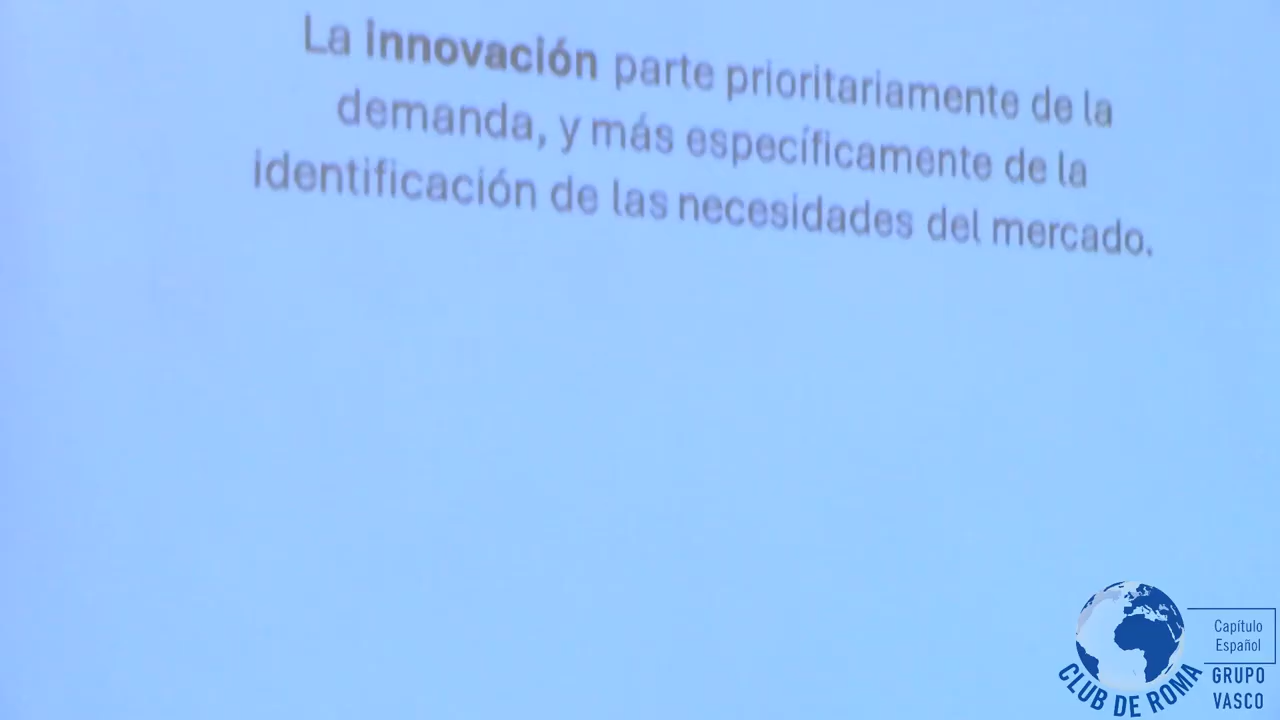 La innovación parte prioritariamente de la
demanda, y más específicamente de la
identificación de las necesidades del mercado.
Capítulo
Español
GRUPO
VASCO
CLUB DE ROMA